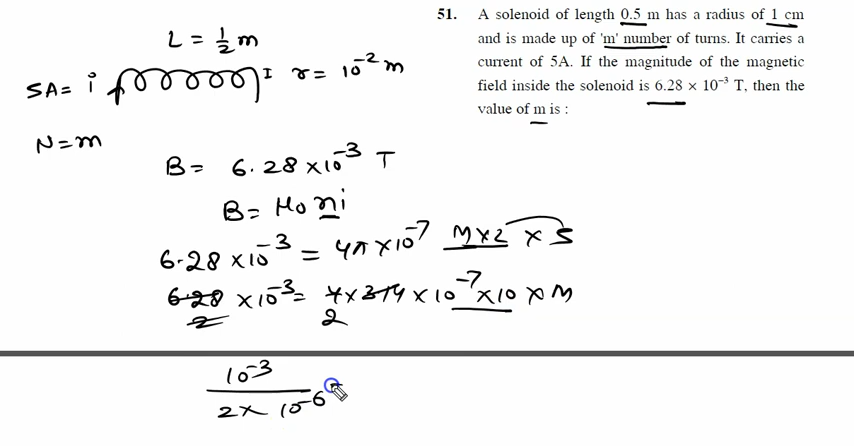 51. A solenoid of length 0.5 m has a radius of 1 cm
and is made up of 'm' number of turns. It carries a
current of 5A. If the magnitude of the magnetic
field inside the solenoid is 6.28 × 10⁻³ T, then the
value of m is :
L = 1/2 m
5A = i I r = 10⁻² m
N = m
B = 6.28 × 10⁻³ T
B = μ₀ n i
6.28 × 10⁻³ = 4π × 10⁻⁷ M × 2 × 5
6.28 × 10⁻³ = 4 × 3.14 × 10⁻⁷ × 10 × M
2 2
10⁻³
2 × 10⁻⁶